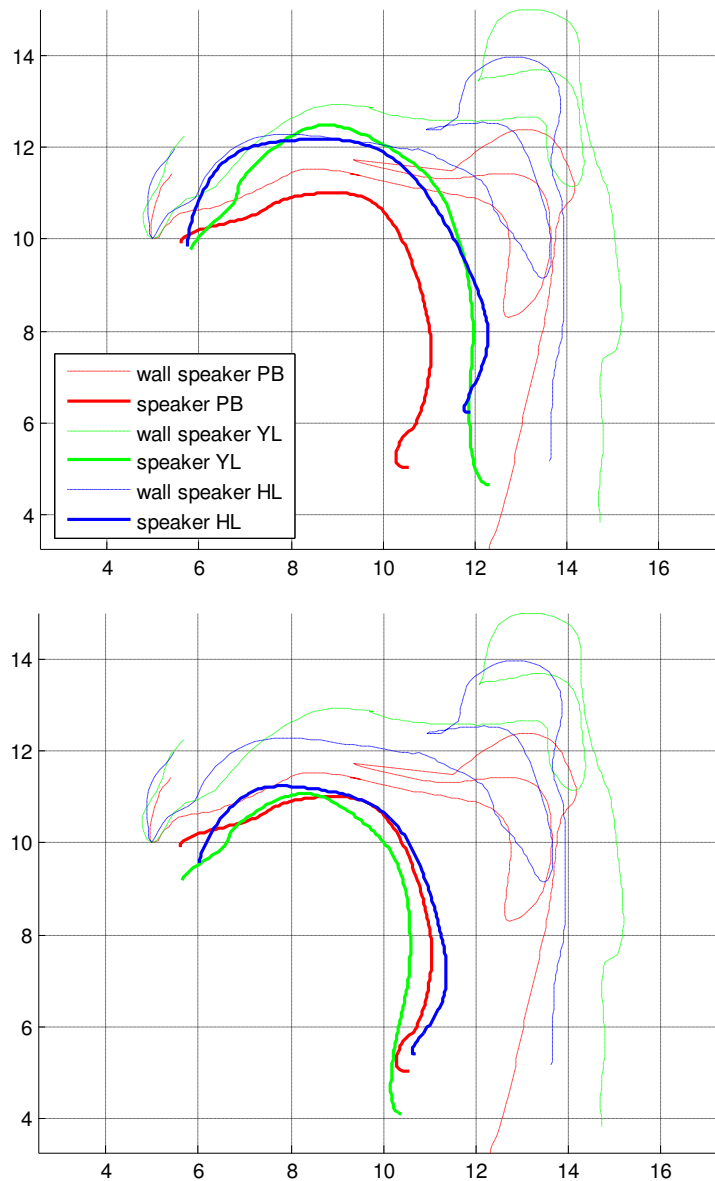 14
12
10
8
6
4
wall speaker PB
speaker PB
wall speaker YL
speaker YL
wall speaker HL
speaker HL
4 6 8 10 12 14 16
14
12
10
8
6
4
4 6 8 10 12 14 16